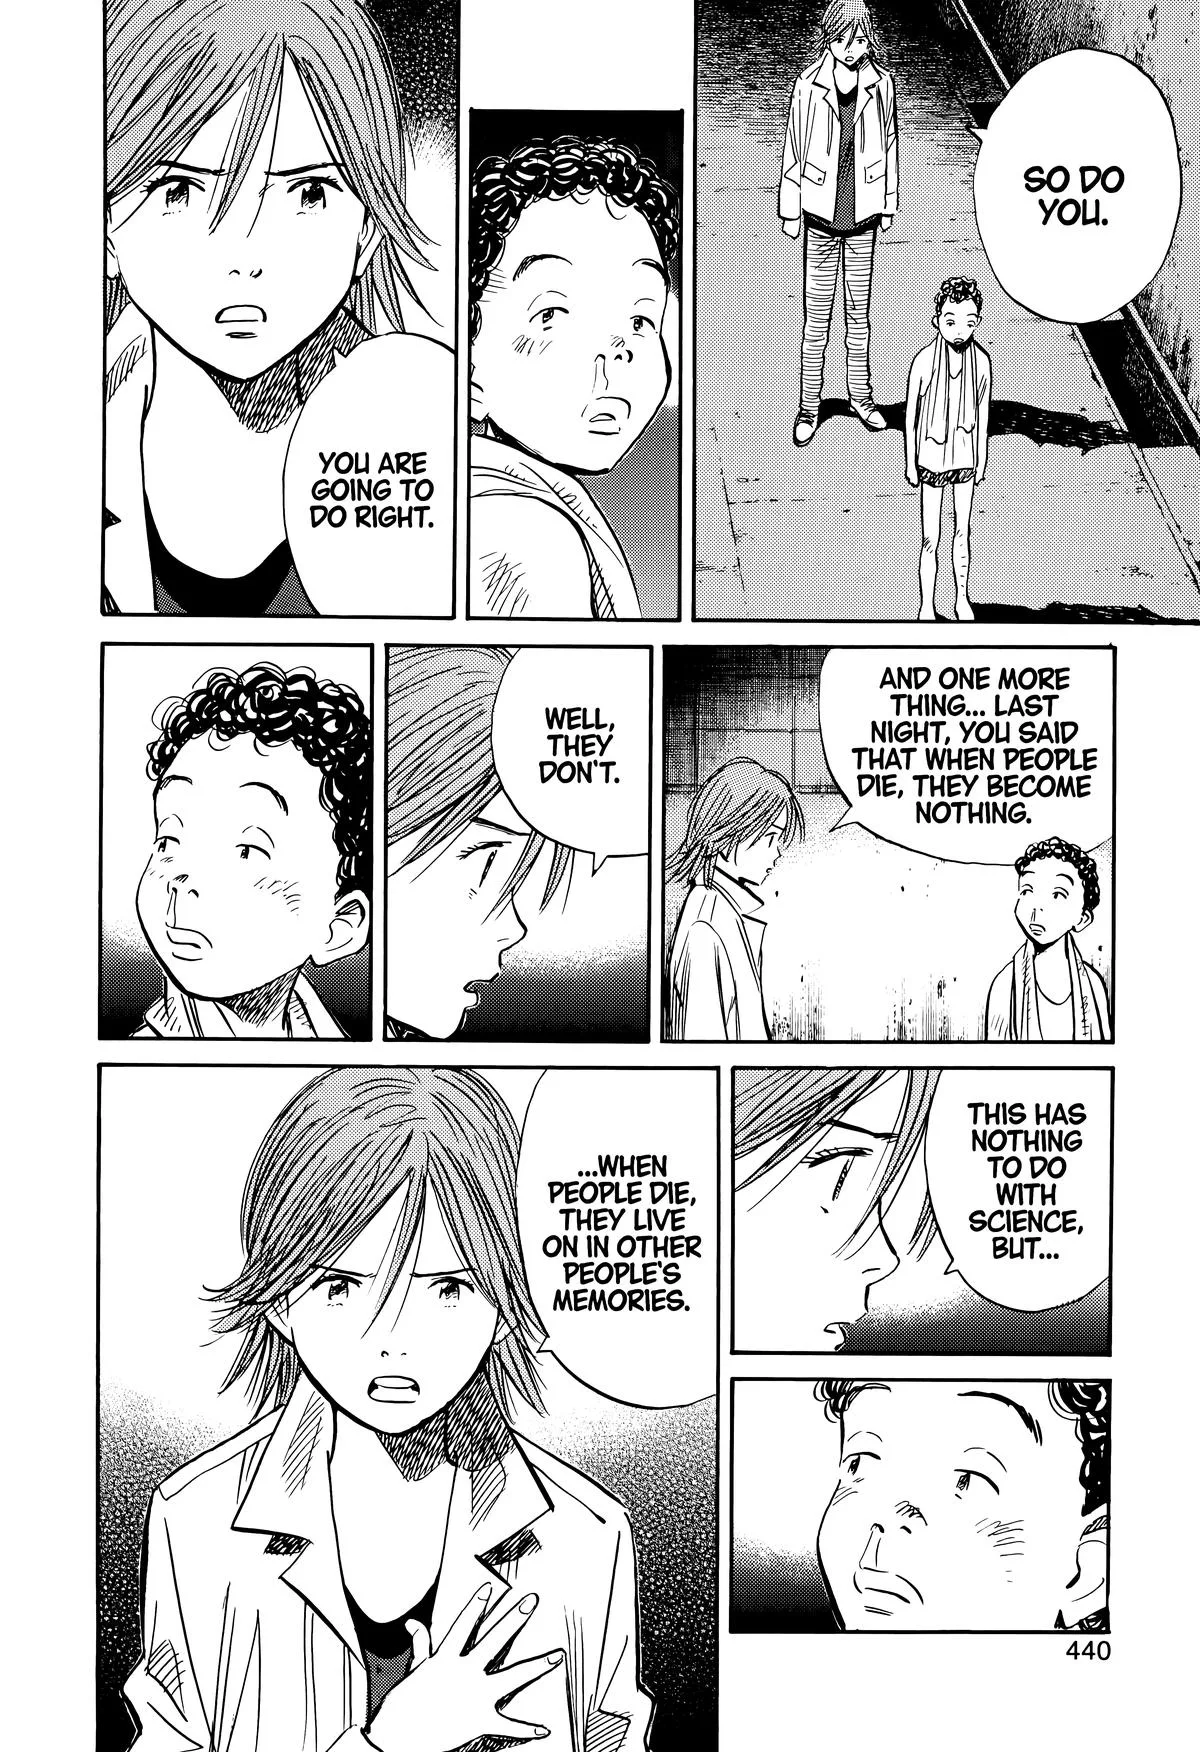 SO DO
YOU.
YOU ARE
GOING TO
DO RIGHT.
AND ONE MORE
THING... LAST
NIGHT, YOU SAID
THAT WHEN PEOPLE
DIE, THEY BECOME
NOTHING.
WELL,
THEY
DON'T.
THIS HAS
NOTHING
TO DO
WITH
SCIENCE,
BUT...
...WHEN
PEOPLE DIE,
THEY LIVE
ON IN OTHER
PEOPLE'S
MEMORIES.
440